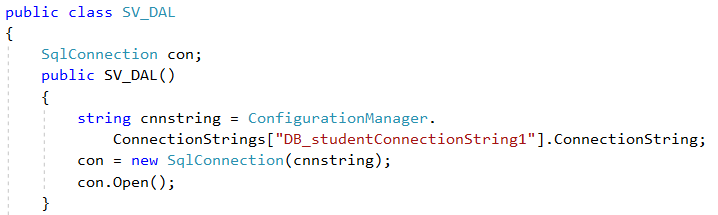 public class SV_DAL
{
SqlConnection con;
public SV_DAL()
{
string cnnstring = ConfigurationManager.
ConnectionStrings["DB_studentConnectionString1"].ConnectionString;
con = new SqlConnection(cnnstring);
con.Open();
}